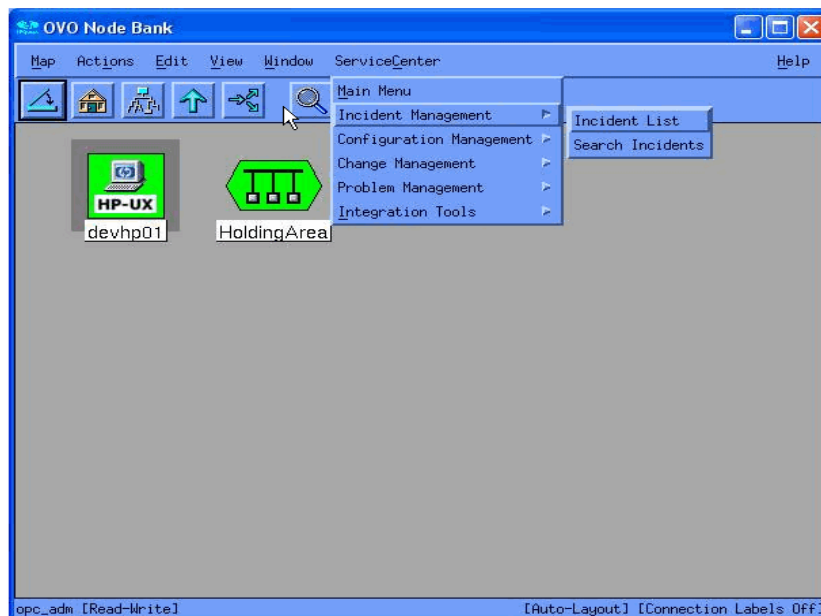 OVO Node Bank
Map Actions Edit View Window ServiceCenter Help
Main Menu
Incident Management
Incident List
Configuration Management
Search Incidents
Change Management
Problem Management
Integration Tools
hp
HP-UX
devhp01
HoldingArea
opc_adm [Read-Write] [Auto-Layout] [Connection Labels Off]